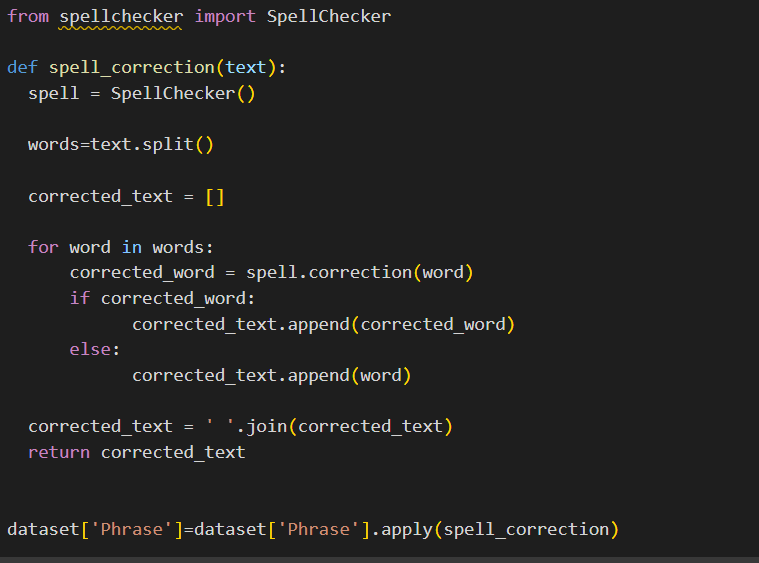 from spellchecker import SpellChecker
def spell_correction(text):
  spell = SpellChecker()
  words=text.split()
  corrected_text = []
  for word in words:
      corrected_word = spell.correction(word)
      if corrected_word:
            corrected_text.append(corrected_word)
      else:
            corrected_text.append(word)
  corrected_text = ' '.join(corrected_text)
  return corrected_text
dataset['Phrase']=dataset['Phrase'].apply(spell_correction)